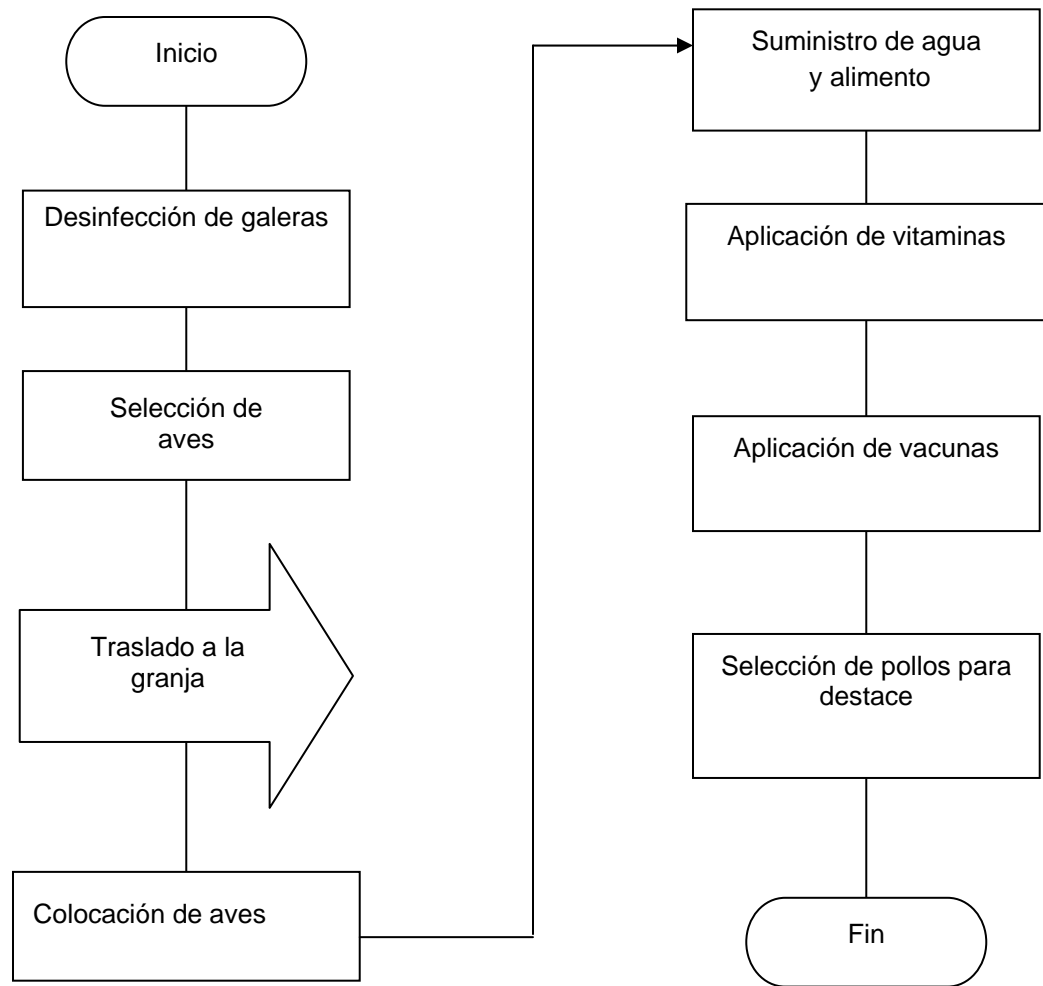 Inicio
Desinfección de galeras
Selección de
aves
Traslado a la
granja
Colocación de aves
Suministro de agua
y alimento
Aplicación de vitaminas
Aplicación de vacunas
Selección de pollos para
destace
Fin